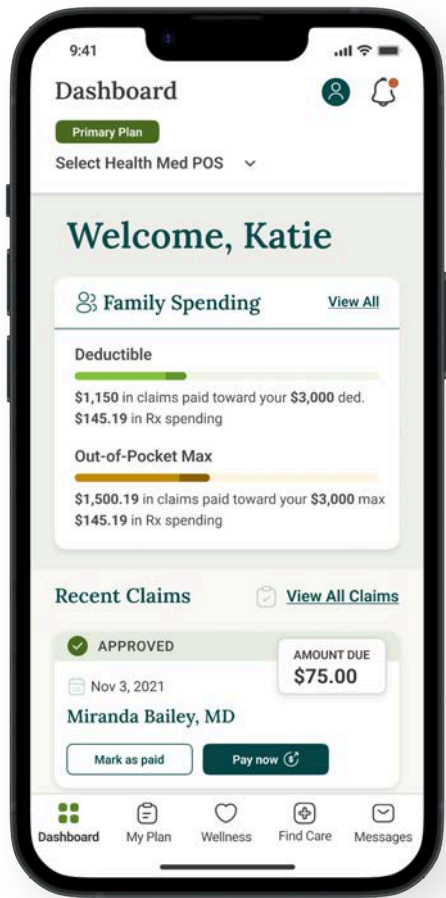 9:41
Dashboard
Primary Plan
Select Health Med POS
Welcome, Katie
Family Spending View All
Deductible
$1,150 in claims paid toward your $3,000 ded.
$145.19 in Rx spending
Out-of-Pocket Max
$1,500.19 in claims paid toward your $3,000 max
$145.19 in Rx spending
Recent Claims View All Claims
APPROVED
AMOUNT DUE
$75.00
Nov 3, 2021
Miranda Bailey, MD
Mark as paid Pay now $
Dashboard My Plan Wellness Find Care Messages